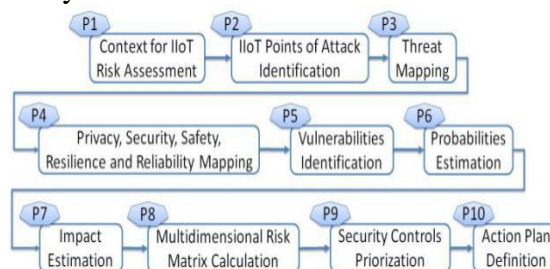 P1
Context for IIoT
Risk Assessment
P2
IIoT Points of Attack
Identification
P3
Threat
Mapping
P4
Privacy, Security, Safety,
Resilience and Reliability Mapping
P5
Vulnerabilities
Identification
P6
Probabilities
Estimation
P7
Impact
Estimation
P8
Multidimensional Risk
Matrix Calculation
P9
Security Controls
Priorization
P10
Action Plan
Definition